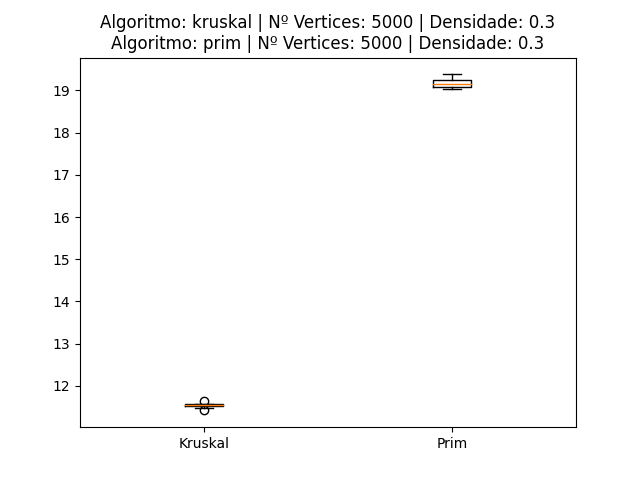 Algoritmo: kruskal | Nº Vertices: 5000 | Densidade: 0.3
Algoritmo: prim | Nº Vertices: 5000 | Densidade: 0.3
19
18
17
16
15
14
13
12
Kruskal
Prim